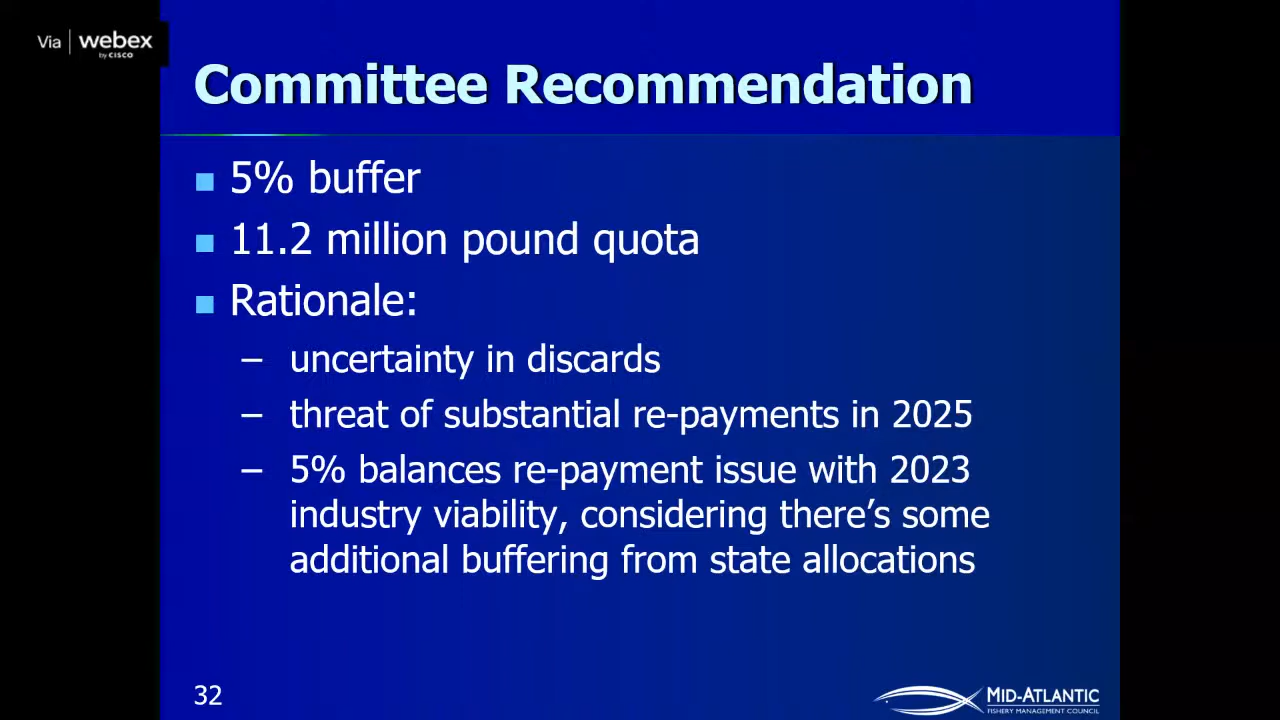 Via webex
by CISCO
Committee Recommendation
5% buffer
11.2 million pound quota
Rationale:
– uncertainty in discards
– threat of substantial re-payments in 2025
– 5% balances re-payment issue with 2023
industry viability, considering there’s some
additional buffering from state allocations
32
MID-ATLANTIC
FISHERY MANAGEMENT COUNCIL